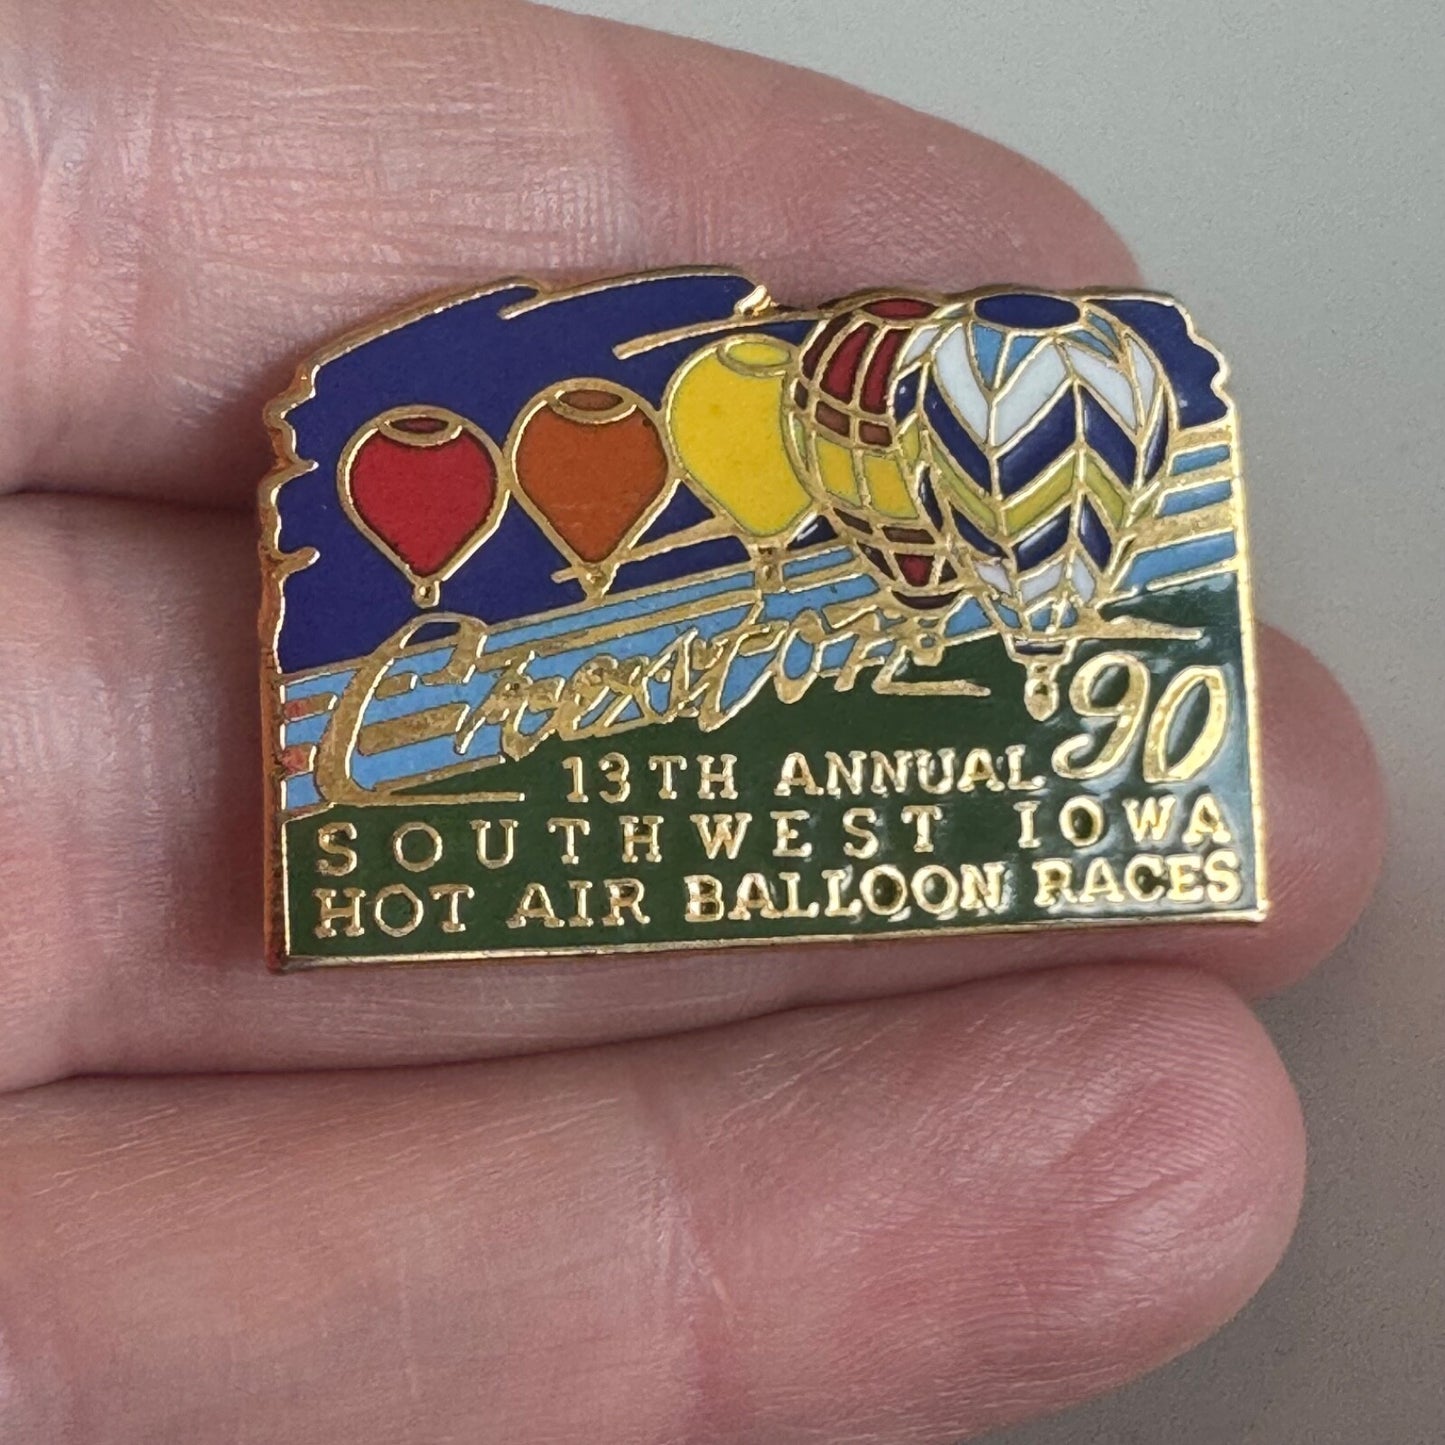 Creston 90
13TH ANNUAL
SOUTHWEST IOWA
HOT AIR BALLOON RACES